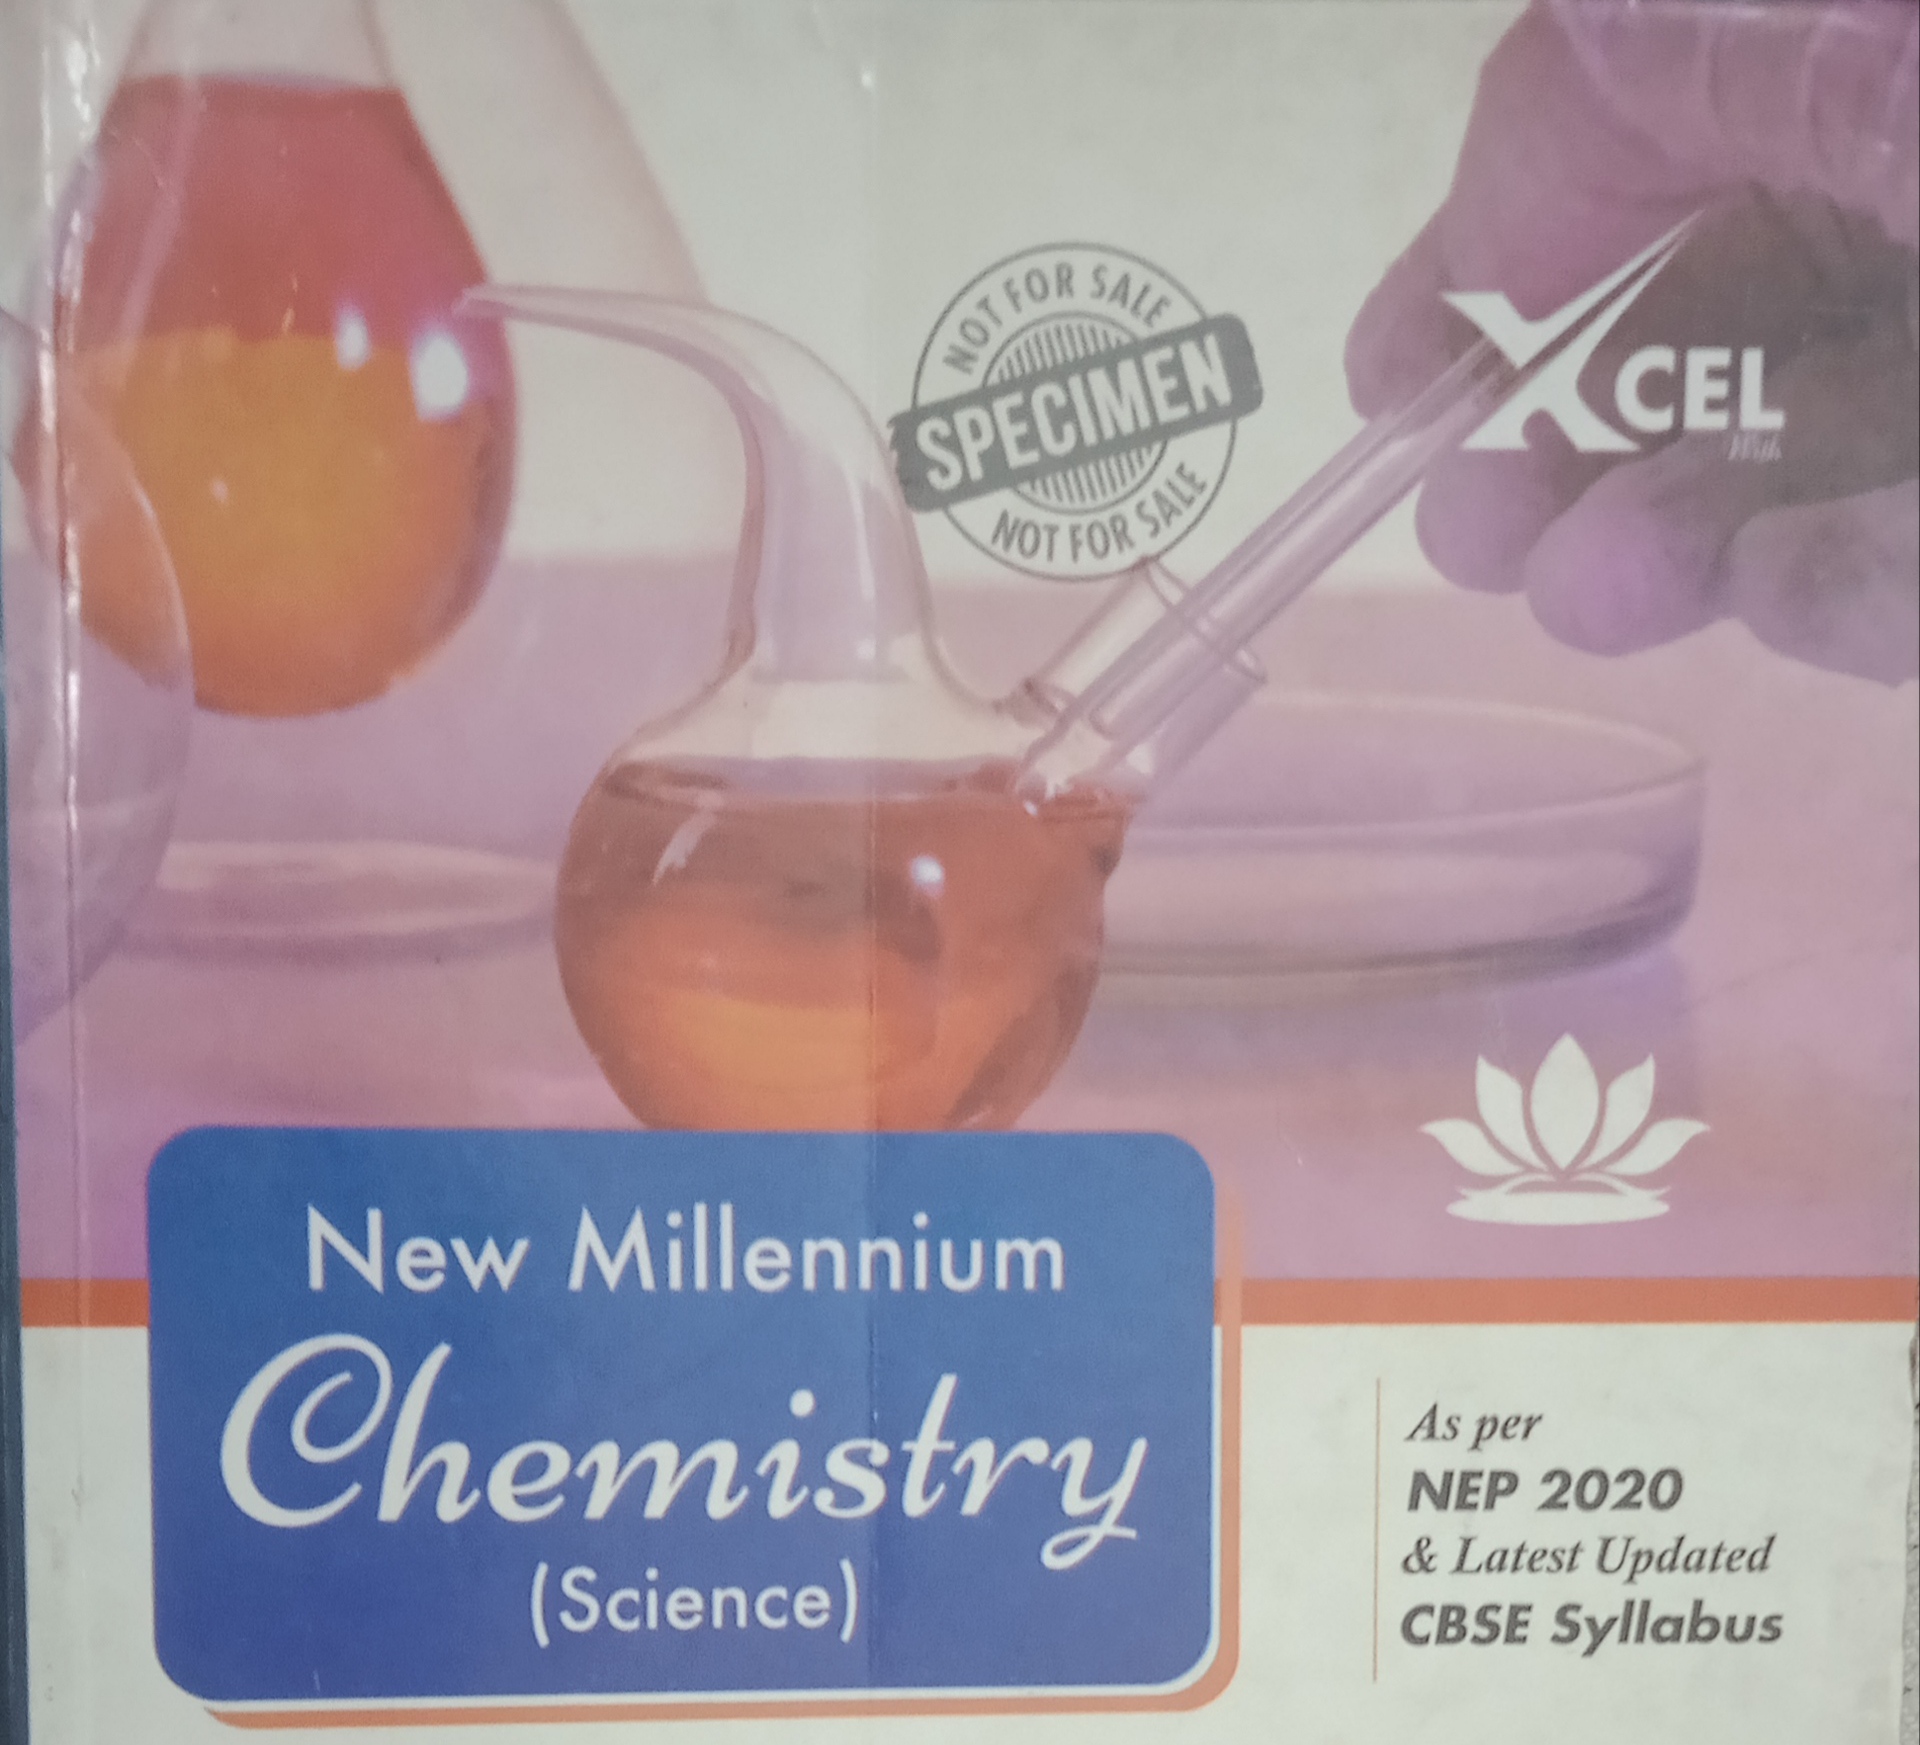 NOT FOR SALE
SPECIMEN
NOT FOR SALE
XCEL
With
New Millennium
Chemistry
(Science)
As per
NEP 2020
& Latest Updated
CBSE Syllabus